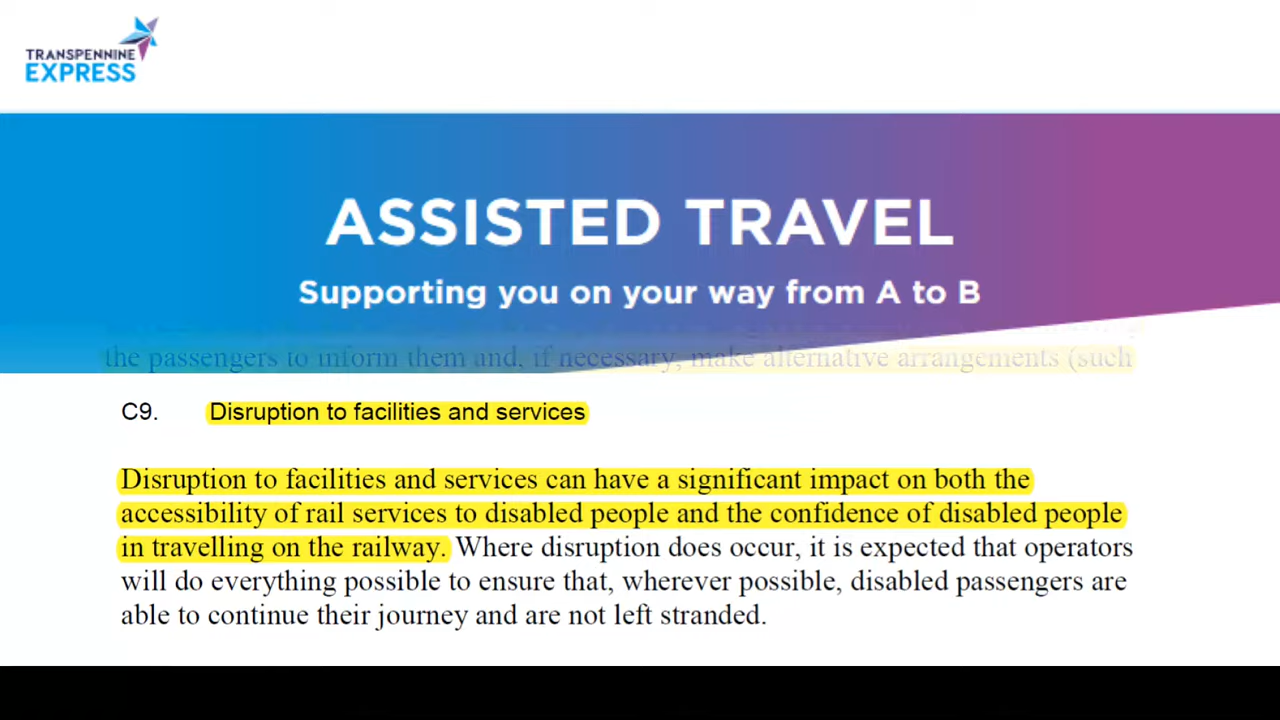 TRANSPENNINE
EXPRESS
ASSISTED TRAVEL
Supporting you on your way from A to B
the passengers to inform them and, if necessary, make alternative arrangements (such
C9. Disruption to facilities and services
Disruption to facilities and services can have a significant impact on both the
accessibility of rail services to disabled people and the confidence of disabled people
in travelling on the railway. Where disruption does occur, it is expected that operators
will do everything possible to ensure that, wherever possible, disabled passengers are
able to continue their journey and are not left stranded.